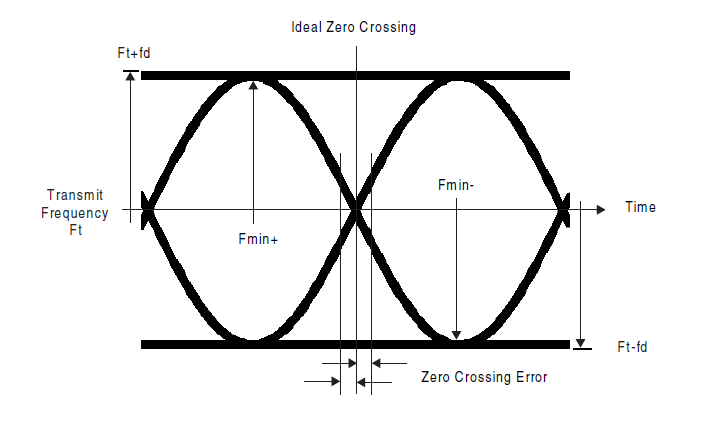 Ideal Zero Crossing
Ft+fd
Transmit
Frequency
Ft
Fmin-
Time
Fmin+
Ft-fd
Zero Crossing Error